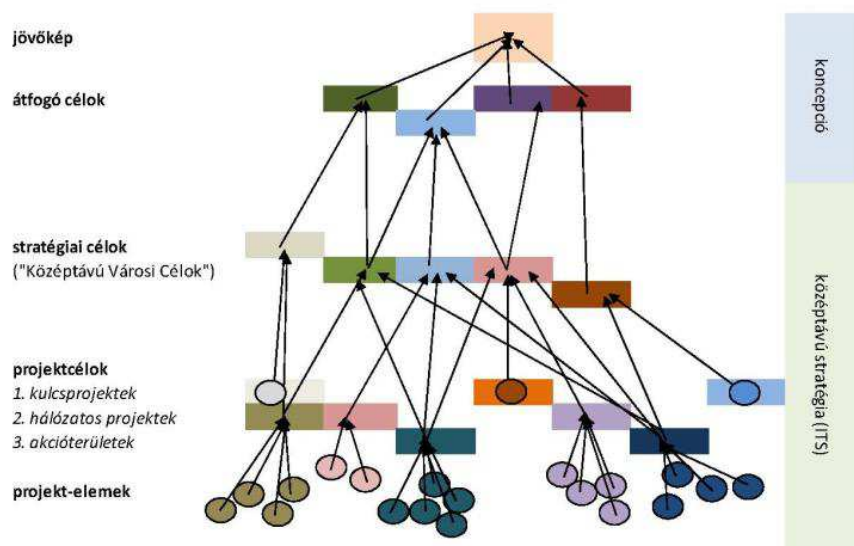 jövőkép
átfogó célok
stratégiai célok
("Középtávú Városi Célok")
projektcélok
1. kulcsprojektek
2. hálózatos projektek
3. akcióterületek
projekt-elemek
koncepció
középtávú stratégia (ITS)